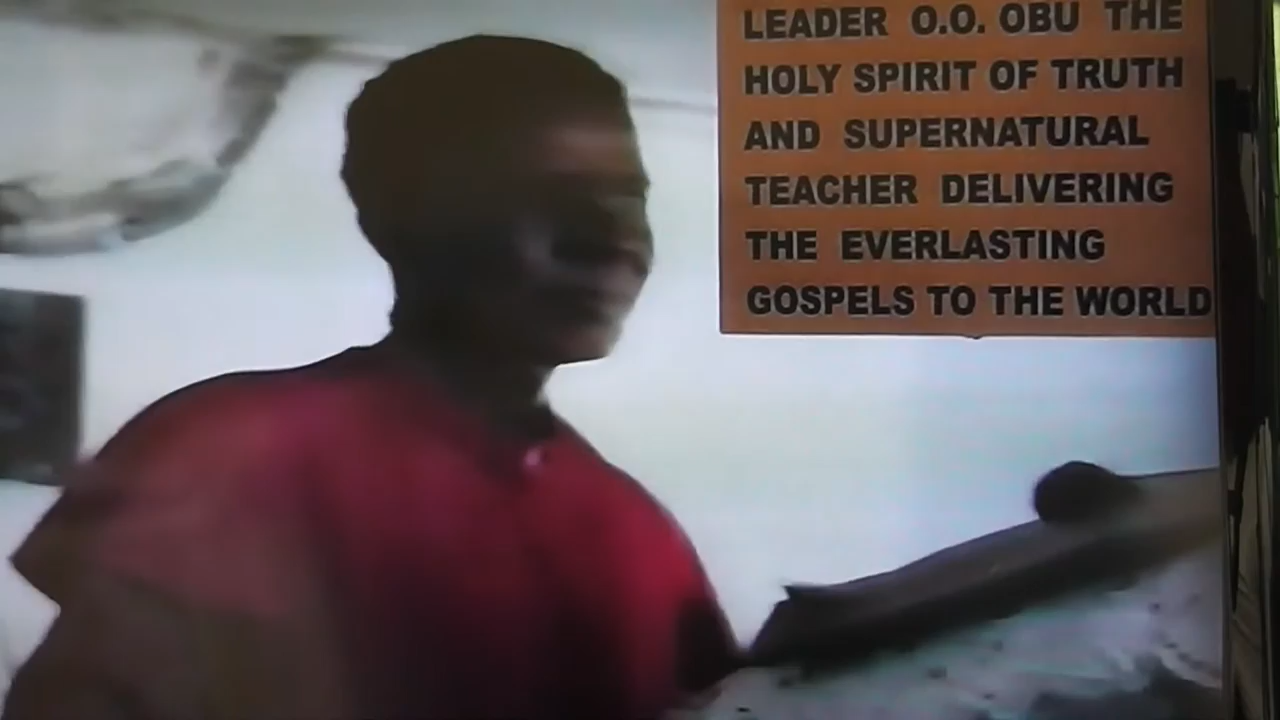 LEADER O.O. OBU THE
HOLY SPIRIT OF TRUTH
AND SUPERNATURAL
TEACHER DELIVERING
THE EVERLASTING
GOSPELS TO THE WORLD